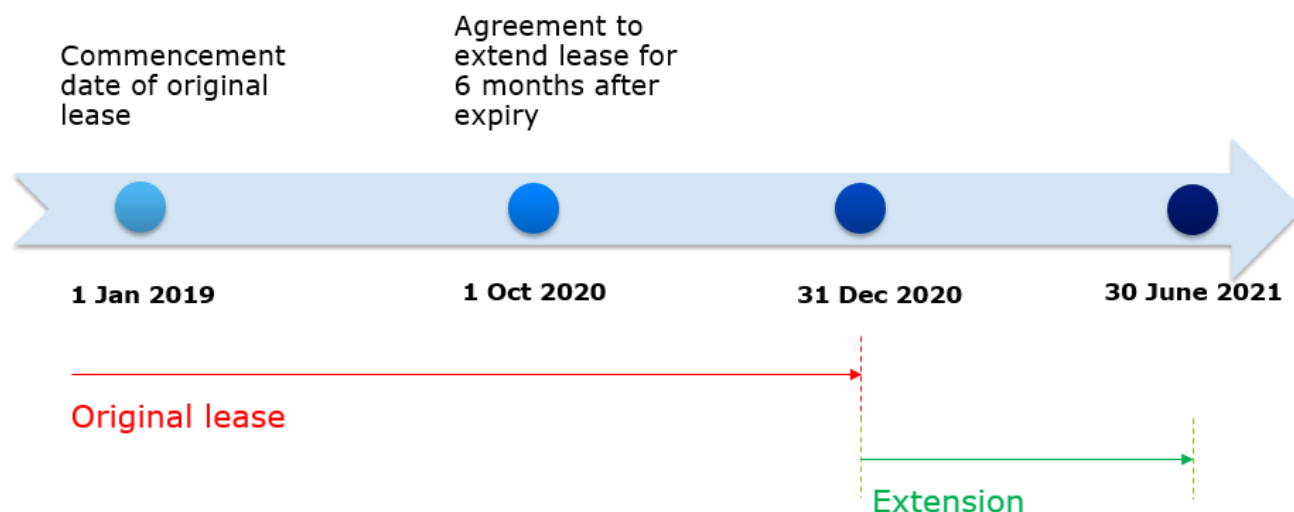 Commencement
date of original
lease
Agreement to
extend lease for
6 months after
expiry
1 Jan 2019
1 Oct 2020
31 Dec 2020
30 June 2021
Original lease
Extension